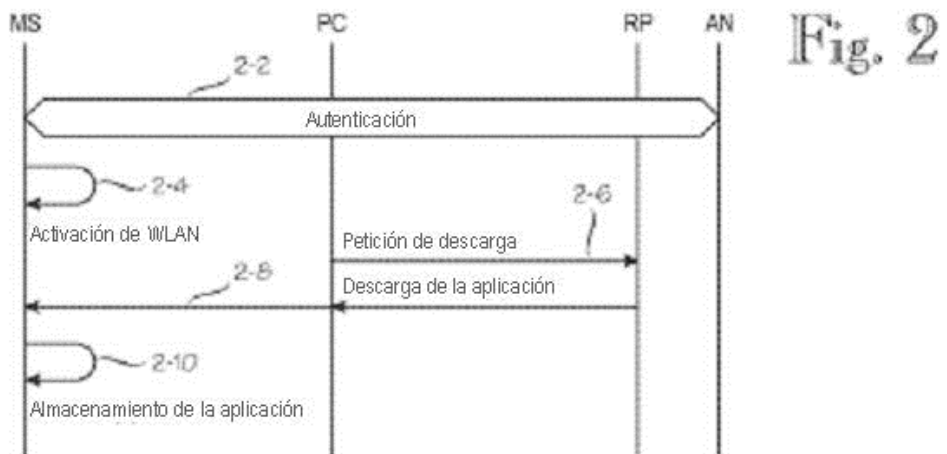 MS PC RP AN
Fig. 2
2-2
Autenticación
2-4
Activación de WLAN
2-6
Petición de descarga
2-8
Descarga de la aplicación
2-10
Almacenamiento de la aplicación